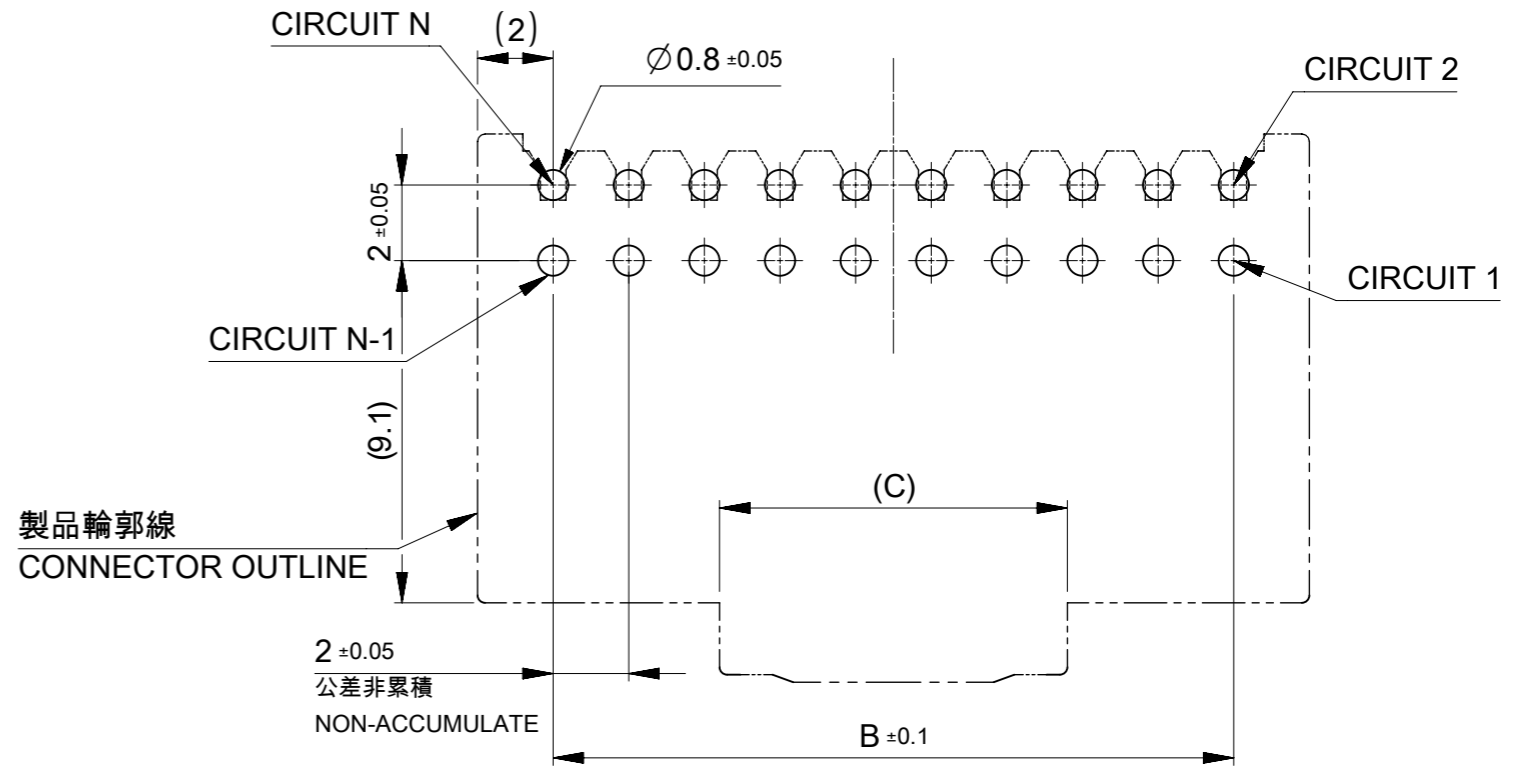 CIRCUIT N
(2)
Ø0.8 ±0.05
CIRCUIT 2
2 ±0.05
CIRCUIT 1
CIRCUIT N-1
(9.1)
(C)
製品輪郭線
CONNECTOR OUTLINE
2 ±0.05
公差非累積
NON-ACCUMULATE
B ±0.1